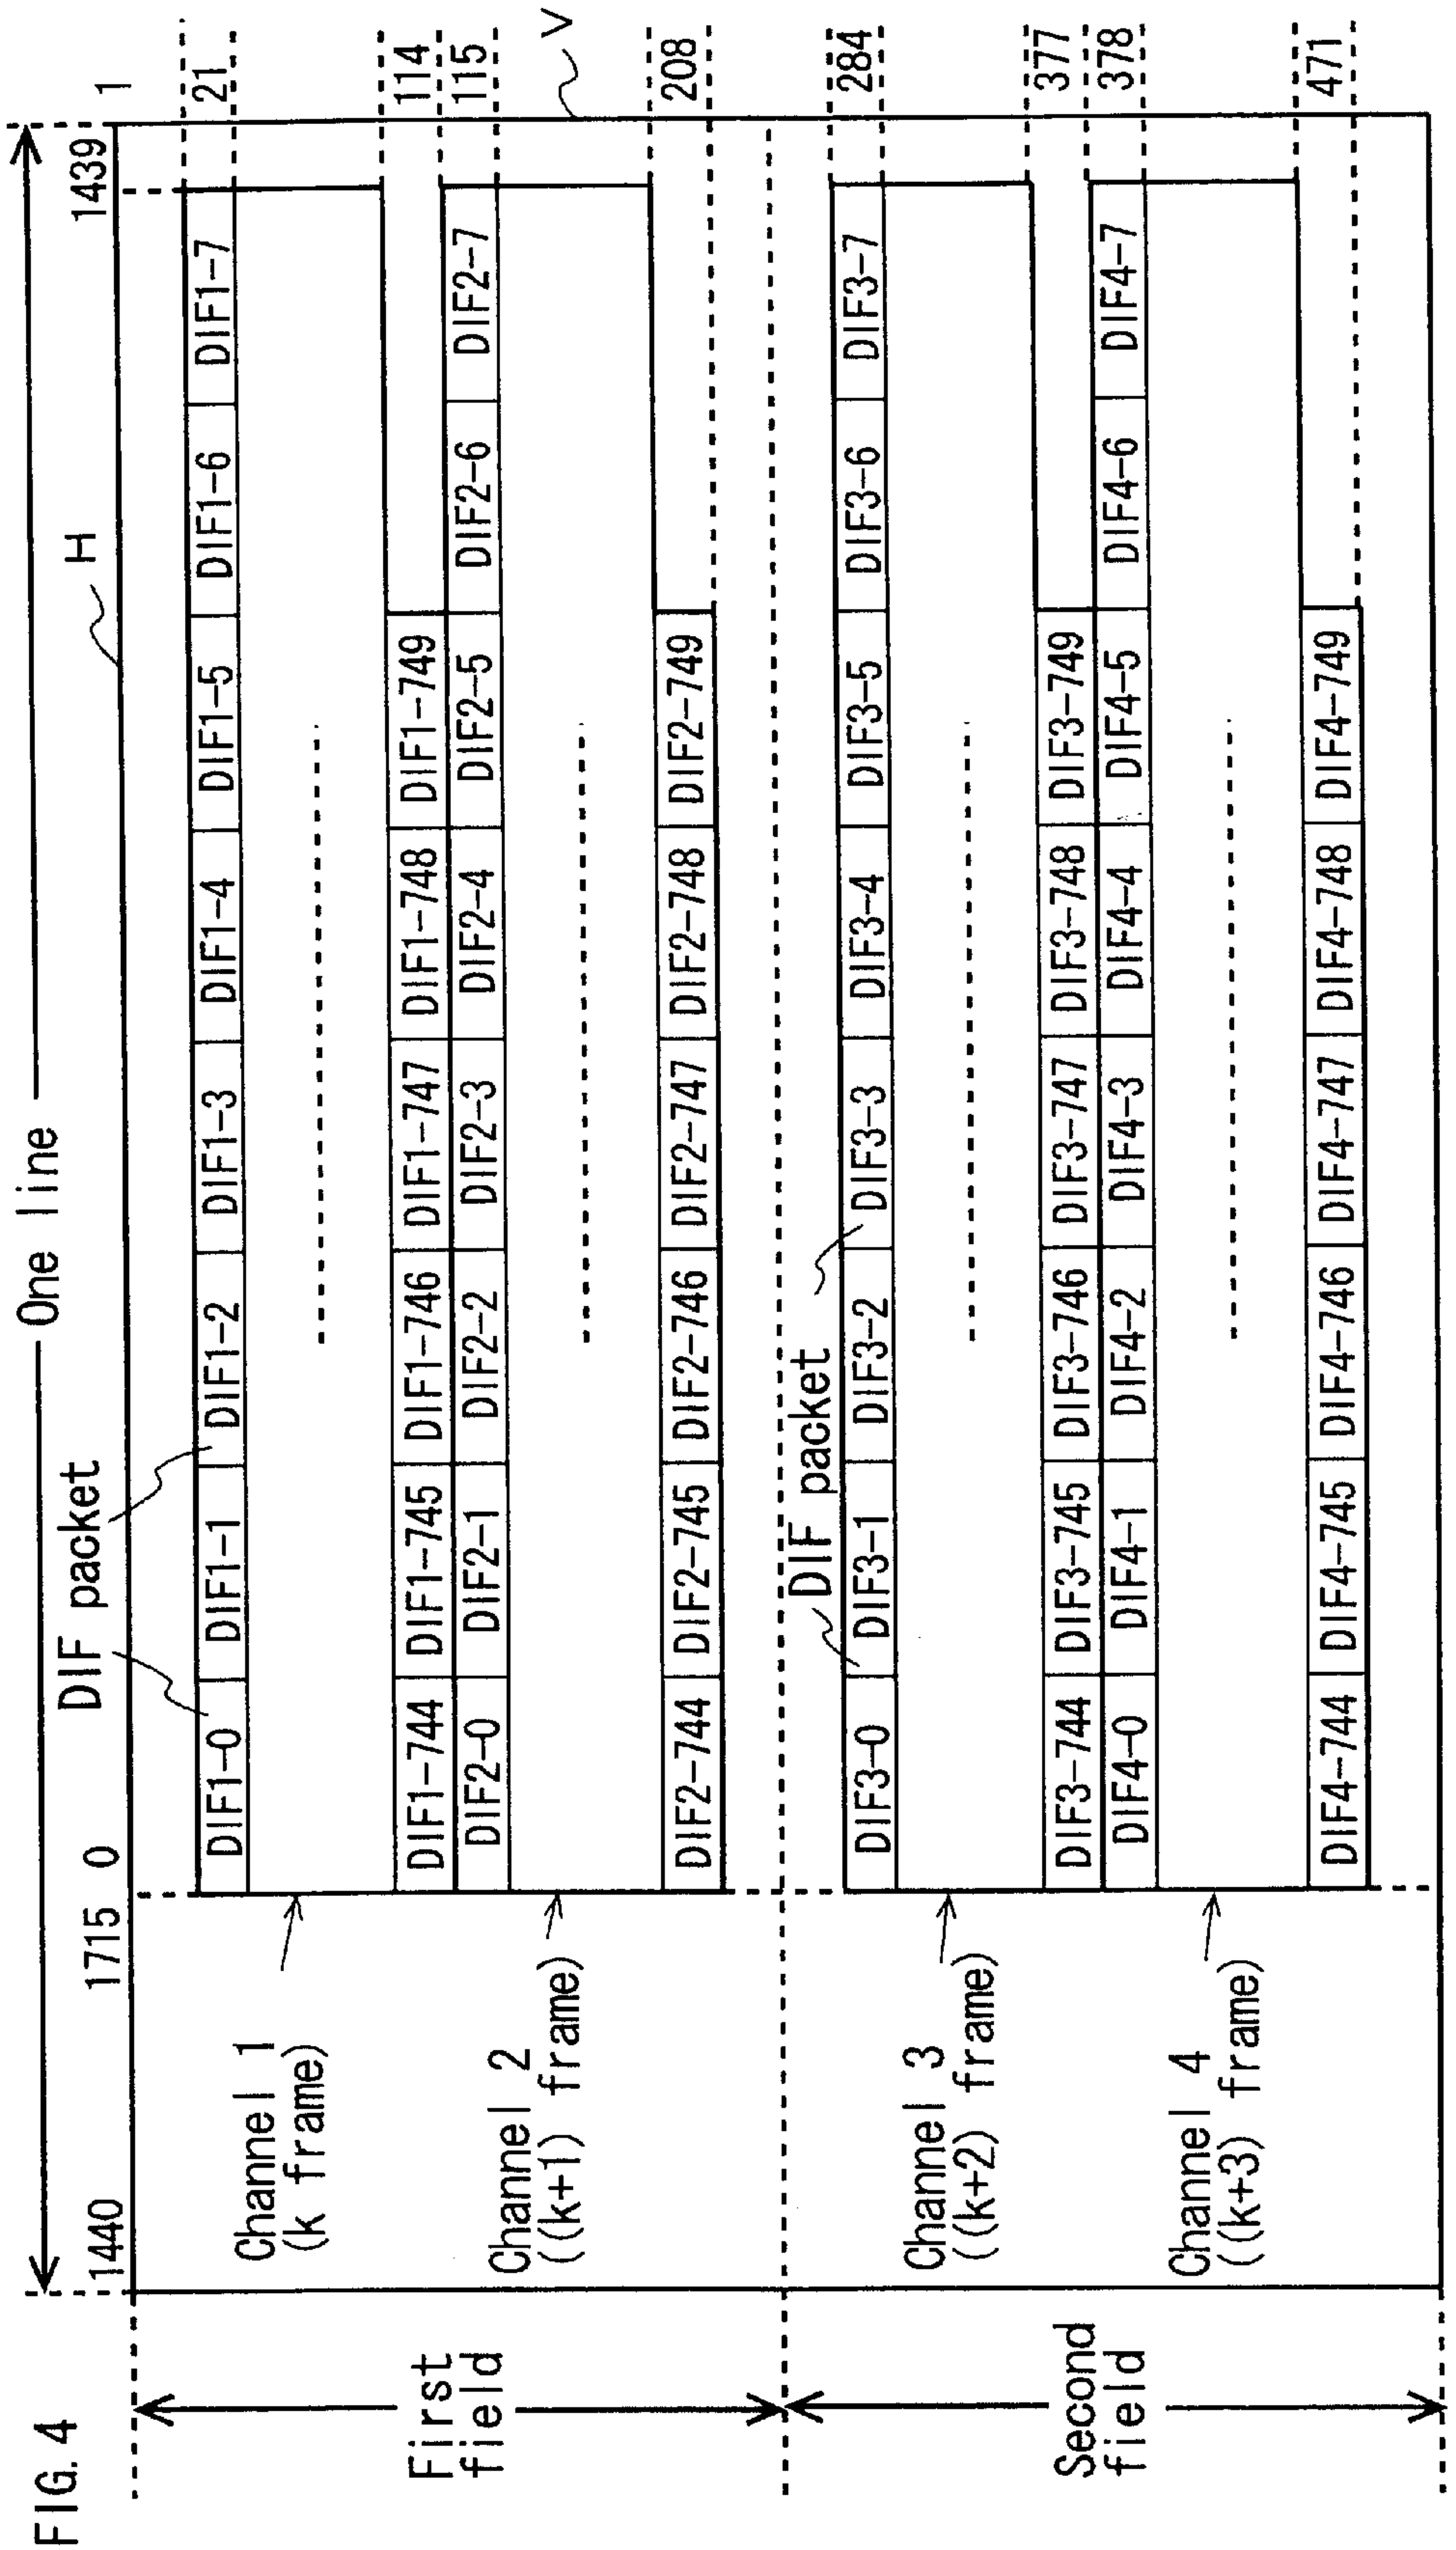 FIG. 4
One line
H
1440
1715
0
1439
1
DIF packet
V
First
field
Channel 1
(k frame)
DIF1-0 DIF1-1 DIF1-2 DIF1-3 DIF1-4 DIF1-5 DIF1-6 DIF1-7
21
DIF1-744 DIF1-745 DIF1-746 DIF1-747 DIF1-748 DIF1-749
114
Channel 2
((k+1) frame)
DIF2-0 DIF2-1 DIF2-2 DIF2-3 DIF2-4 DIF2-5 DIF2-6 DIF2-7
115
DIF2-744 DIF2-745 DIF2-746 DIF2-747 DIF2-748 DIF2-749
208
Second
field
DIF packet
Channel 3
((k+2) frame)
DIF3-0 DIF3-1 DIF3-2 DIF3-3 DIF3-4 DIF3-5 DIF3-6 DIF3-7
284
DIF3-744 DIF3-745 DIF3-746 DIF3-747 DIF3-748 DIF3-749
377
Channel 4
((k+3) frame)
DIF4-0 DIF4-1 DIF4-2 DIF4-3 DIF4-4 DIF4-5 DIF4-6 DIF4-7
378
DIF4-744 DIF4-745 DIF4-746 DIF4-747 DIF4-748 DIF4-749
471